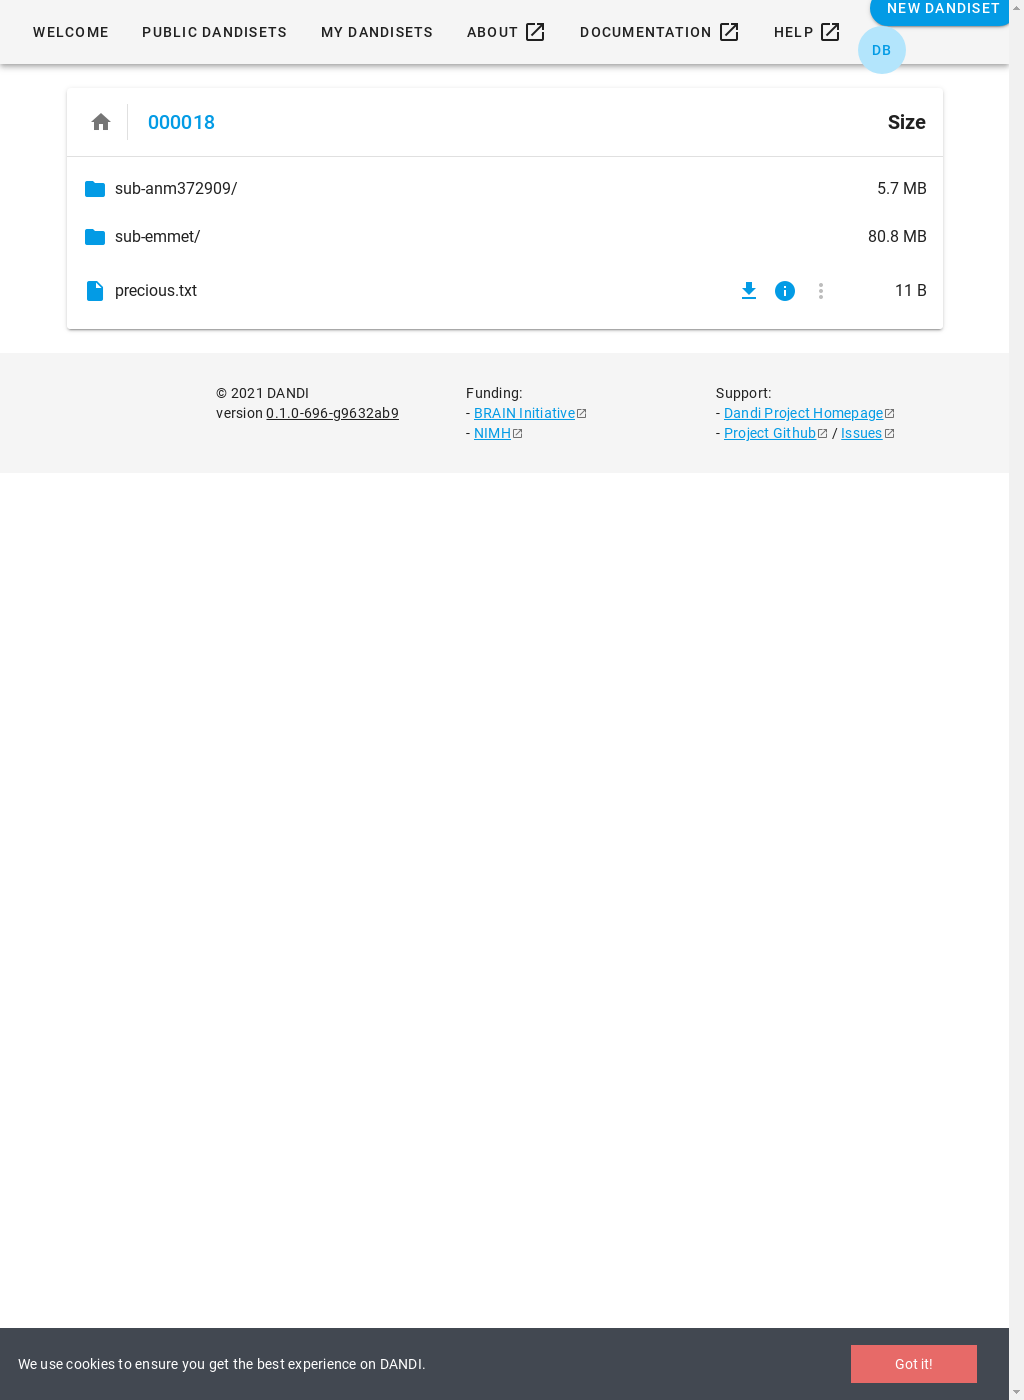 NEW DANDISET
WELCOME PUBLIC DANDISETS MY DANDISETS ABOUT DOCUMENTATION HELP
DB
000018 Size
sub-anm372909/ 5.7 MB
sub-emmet/ 80.8 MB
precious.txt 11 B
© 2021 DANDI
version 0.1.0-696-g9632ab9
Funding:
- BRAIN Initiative
- NIMH
Support:
- Dandi Project Homepage
- Project Github / Issues
We use cookies to ensure you get the best experience on DANDI. Got it!